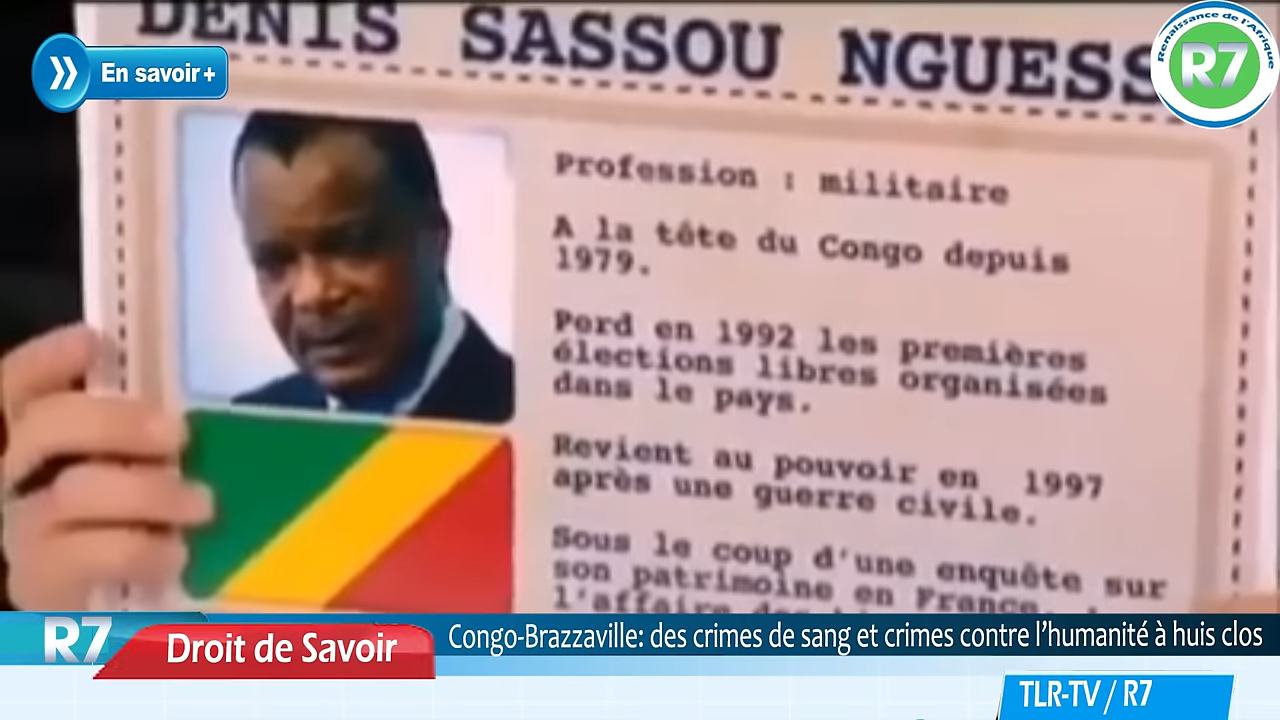 DENIS SASSOU NGUESS
Renaissance de l'Afrique
R7
En savoir+
Profession : militaire
A la tête du Congo depuis
1979.
Perd en 1992 les premières
élections libres organisées
dans le pays.
Revient au pouvoir en 1997
après une guerre civile.
Sous le coup d'une enquête sur
son patrimoine en France,
l'affaire des
R7
Droit de Savoir
Congo-Brazzaville: des crimes de sang et crimes contre l'humanité à huis clos
TLR-TV / R7